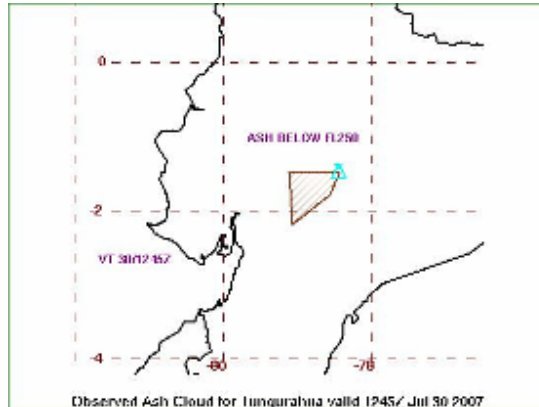 0
ASH BELOW FL250
-2
VT 30/1245Z
-4
-80
-78
Observed Ash Cloud for Tungurahua valid 1245Z Jul 30 2007